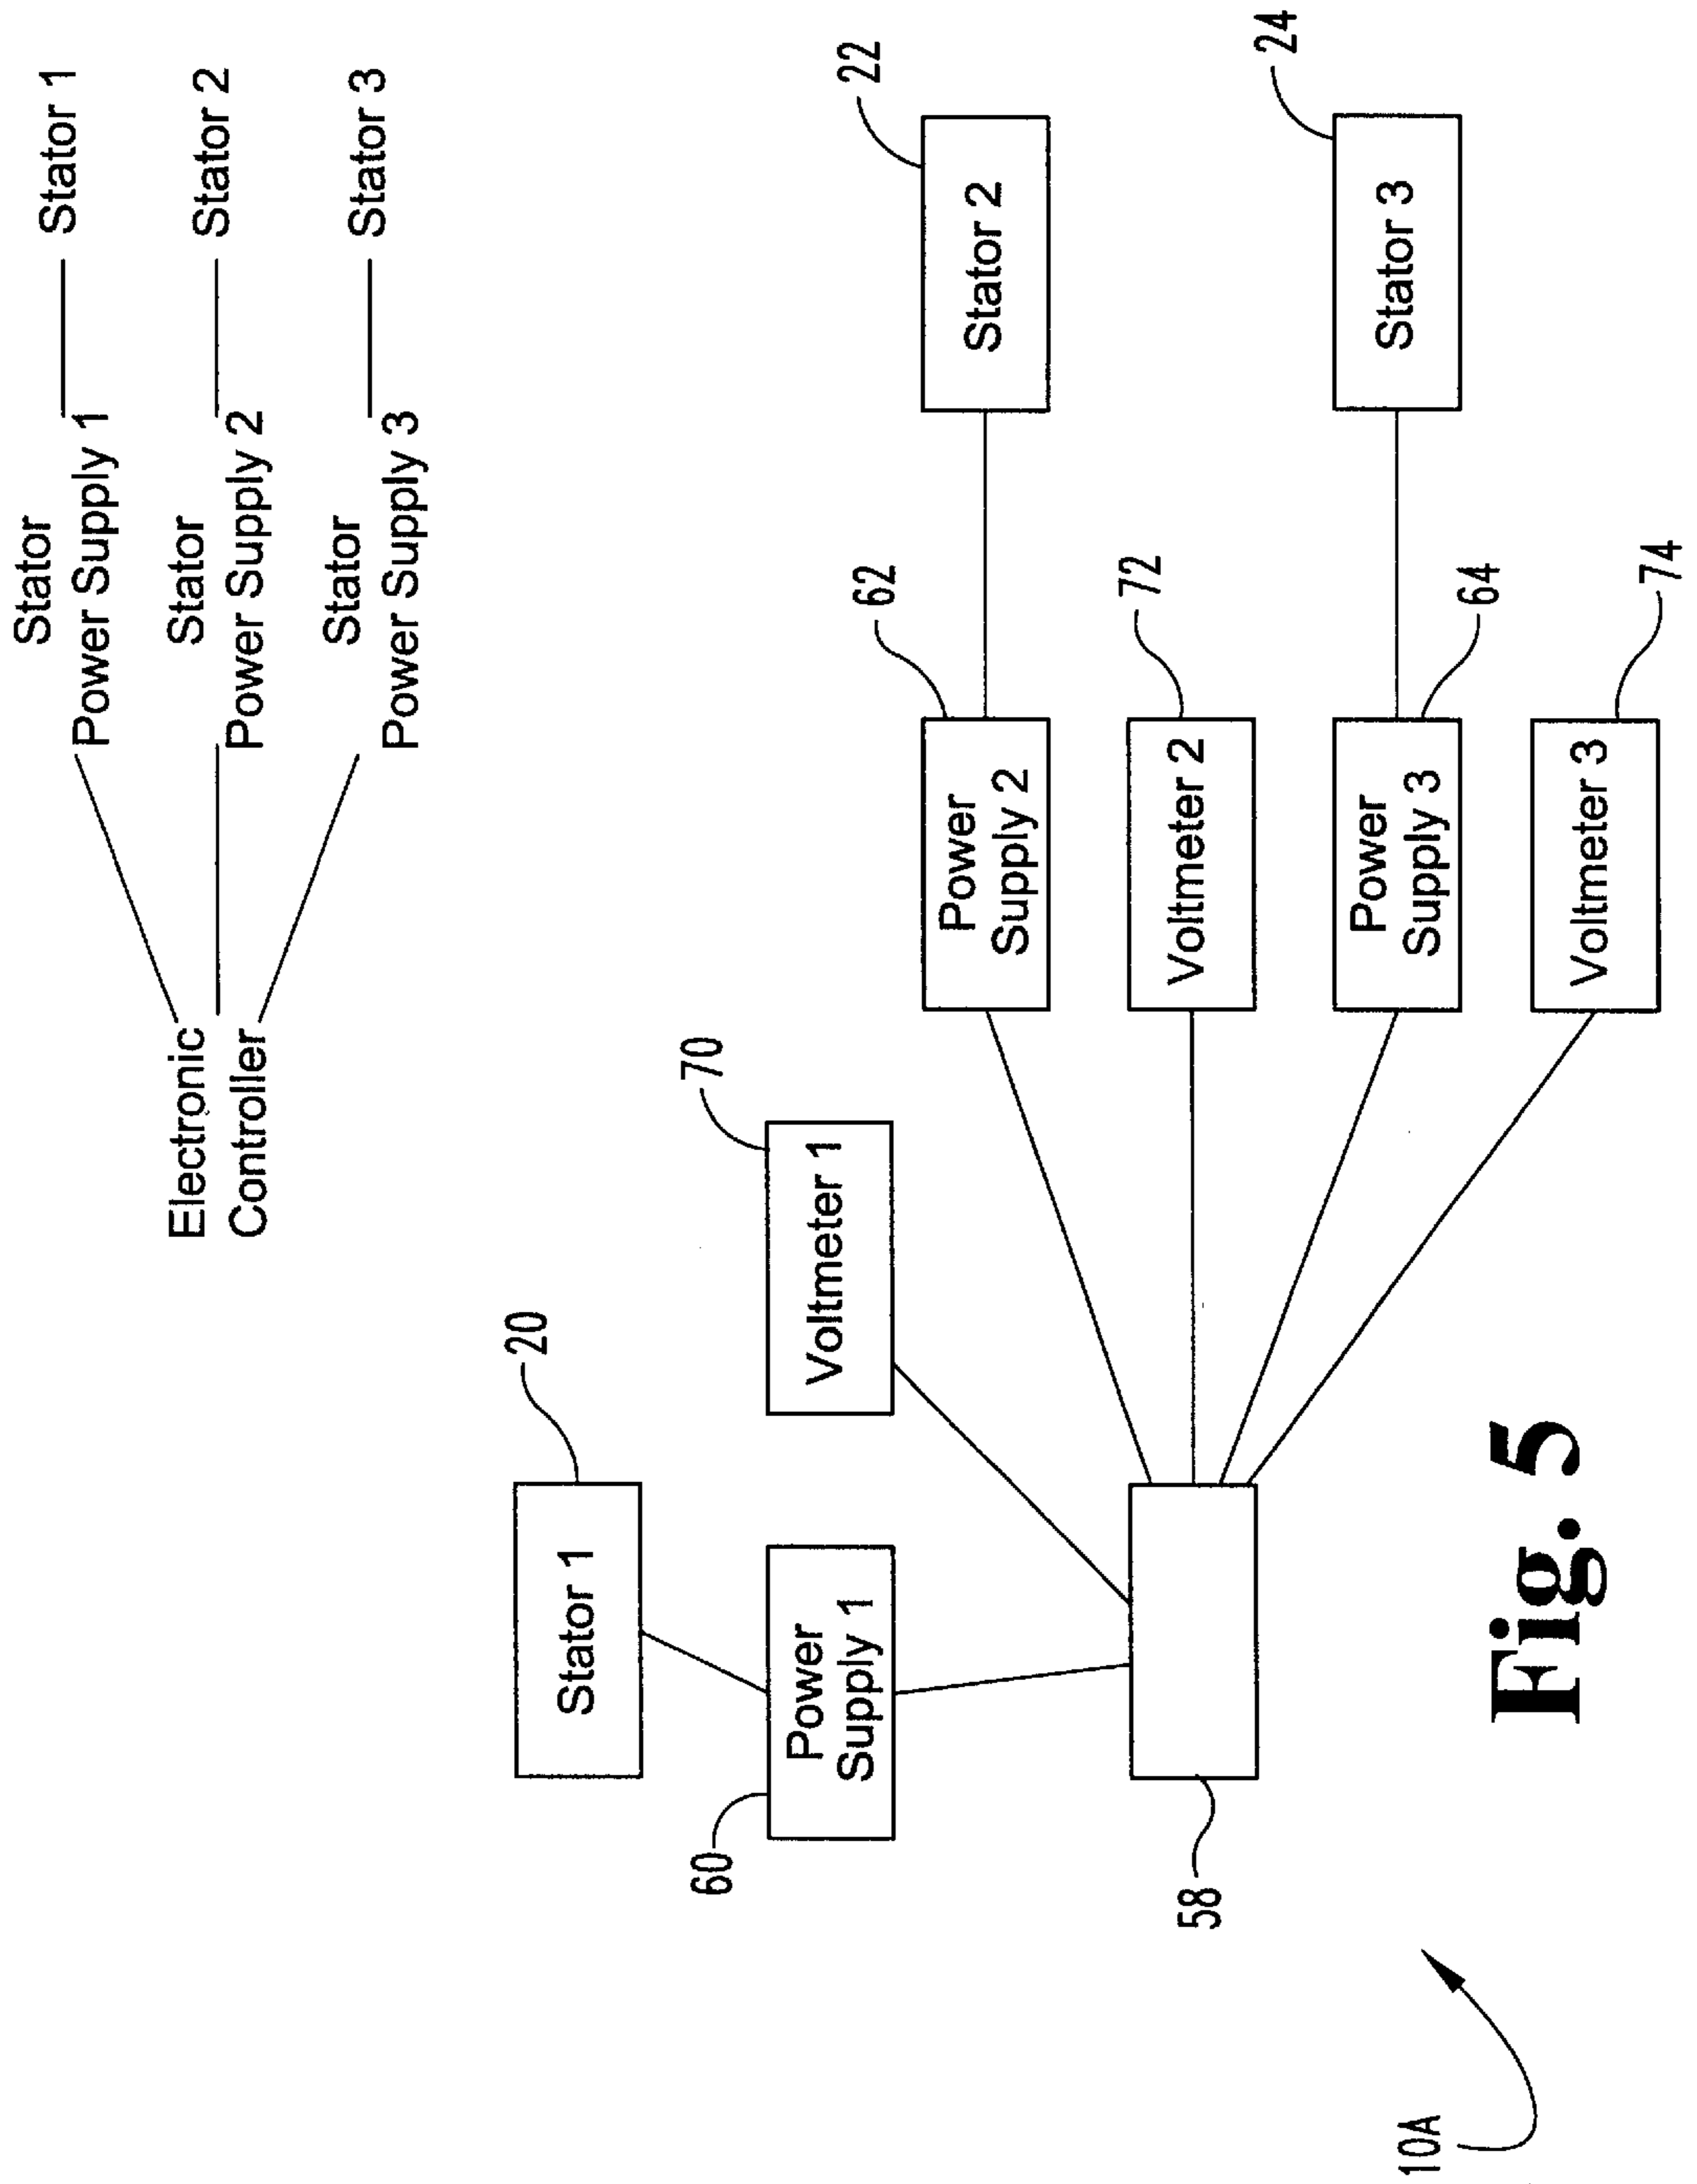 Stator
Power Supply 1
Stator 1
Electronic
Controller
Stator
Power Supply 2
Stator 2
Stator
Power Supply 3
Stator 3
20
Stator 1
70
Voltmeter 1
60
Power
Supply 1
62
Power
Supply 2
22
Stator 2
72
Voltmeter 2
58
64
Power
Supply 3
24
Stator 3
74
Voltmeter 3
10A
Fig. 5